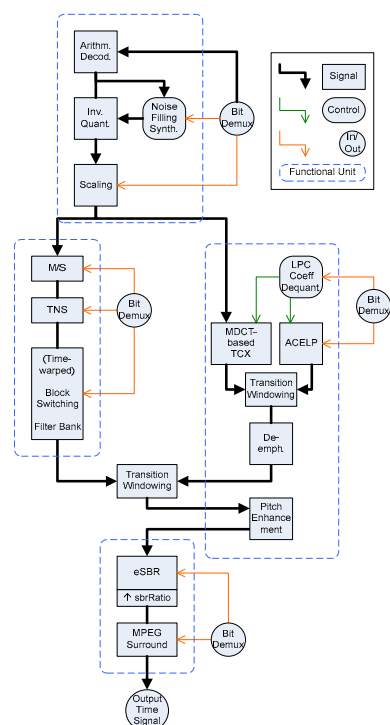 Arithm.
Decod.
Inv.
Quant.
Noise
Filling
Synth.
Bit
Demux
Scaling
Signal
Control
In/
Out
Functional Unit
M/S
TNS
Bit
Demux
(Time-
warped)
Block
Switching
Filter Bank
LPC
Coeff
Dequant.
Bit
Demux
MDCT-
based
TCX
ACELP
Transition
Windowing
De-
emph.
Transition
Windowing
Pitch
Enhance
ment
eSBR
↑ sbrRatio
MPEG
Surround
Bit
Demux
Output
Time
Signal